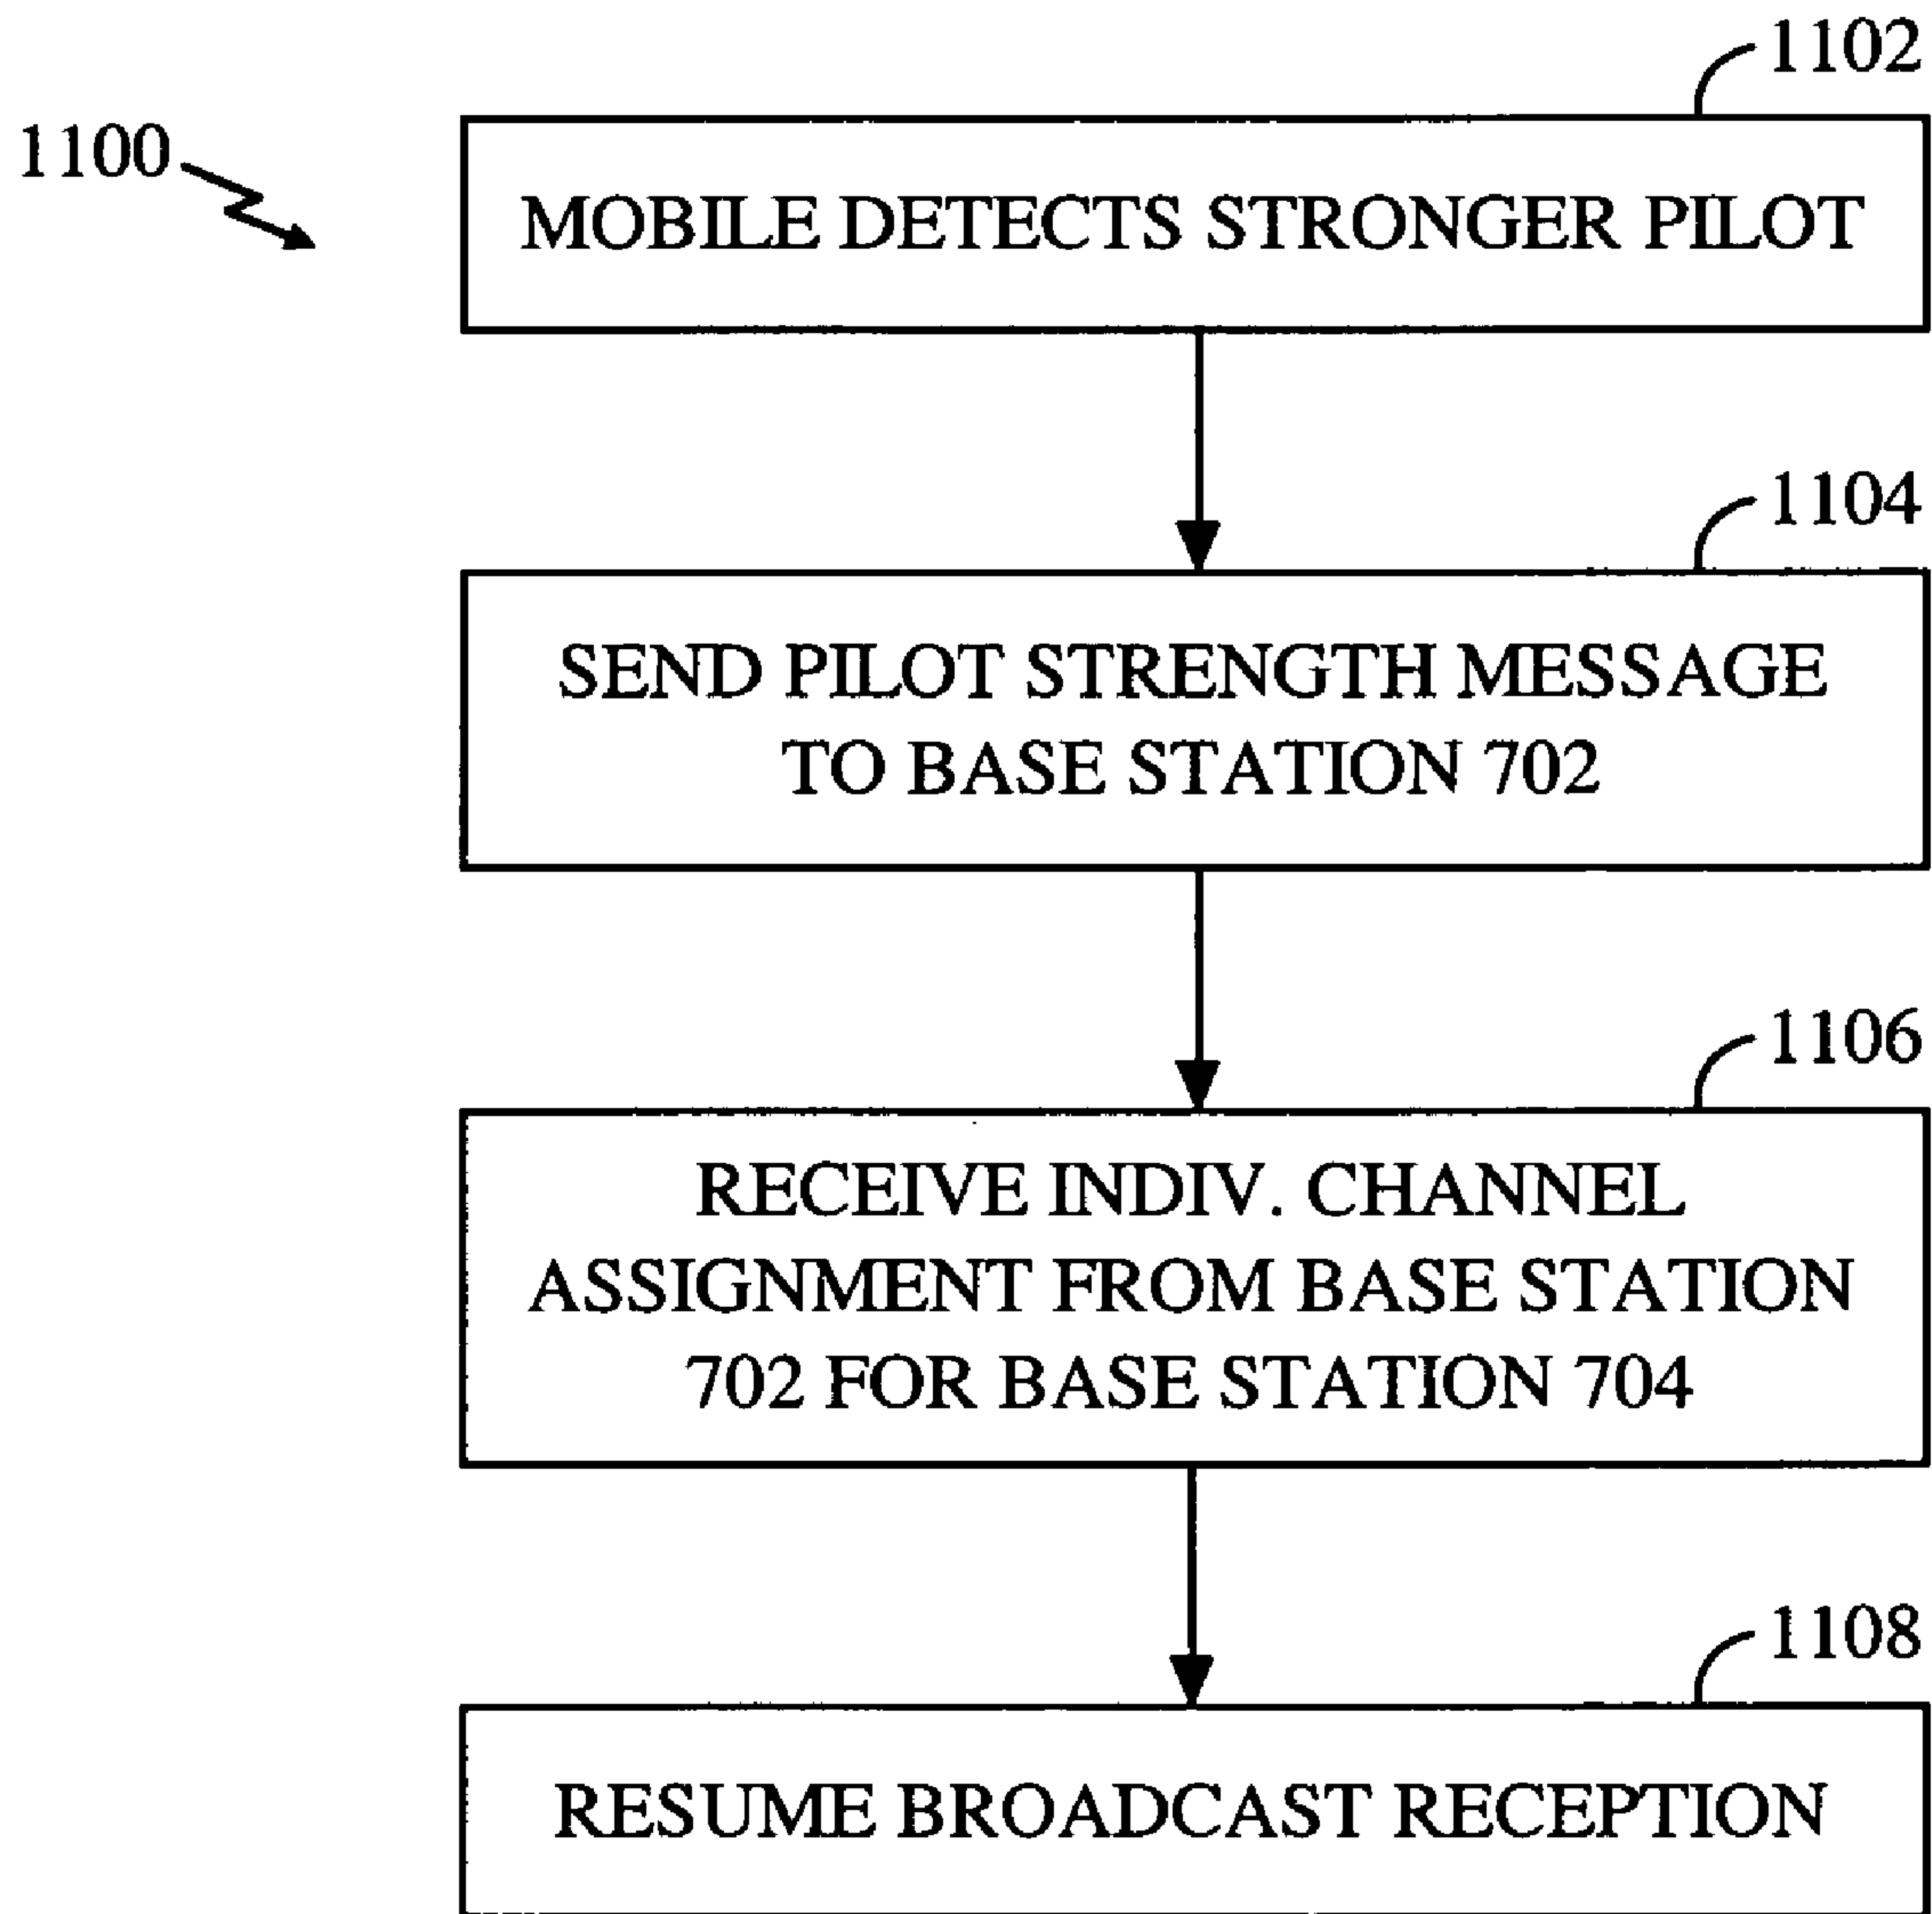 1102
1100
MOBILE DETECTS STRONGER PILOT
1104
SEND PILOT STRENGTH MESSAGE
TO BASE STATION 702
1106
RECEIVE INDIV. CHANNEL
ASSIGNMENT FROM BASE STATION
702 FOR BASE STATION 704
1108
RESUME BROADCAST RECEPTION